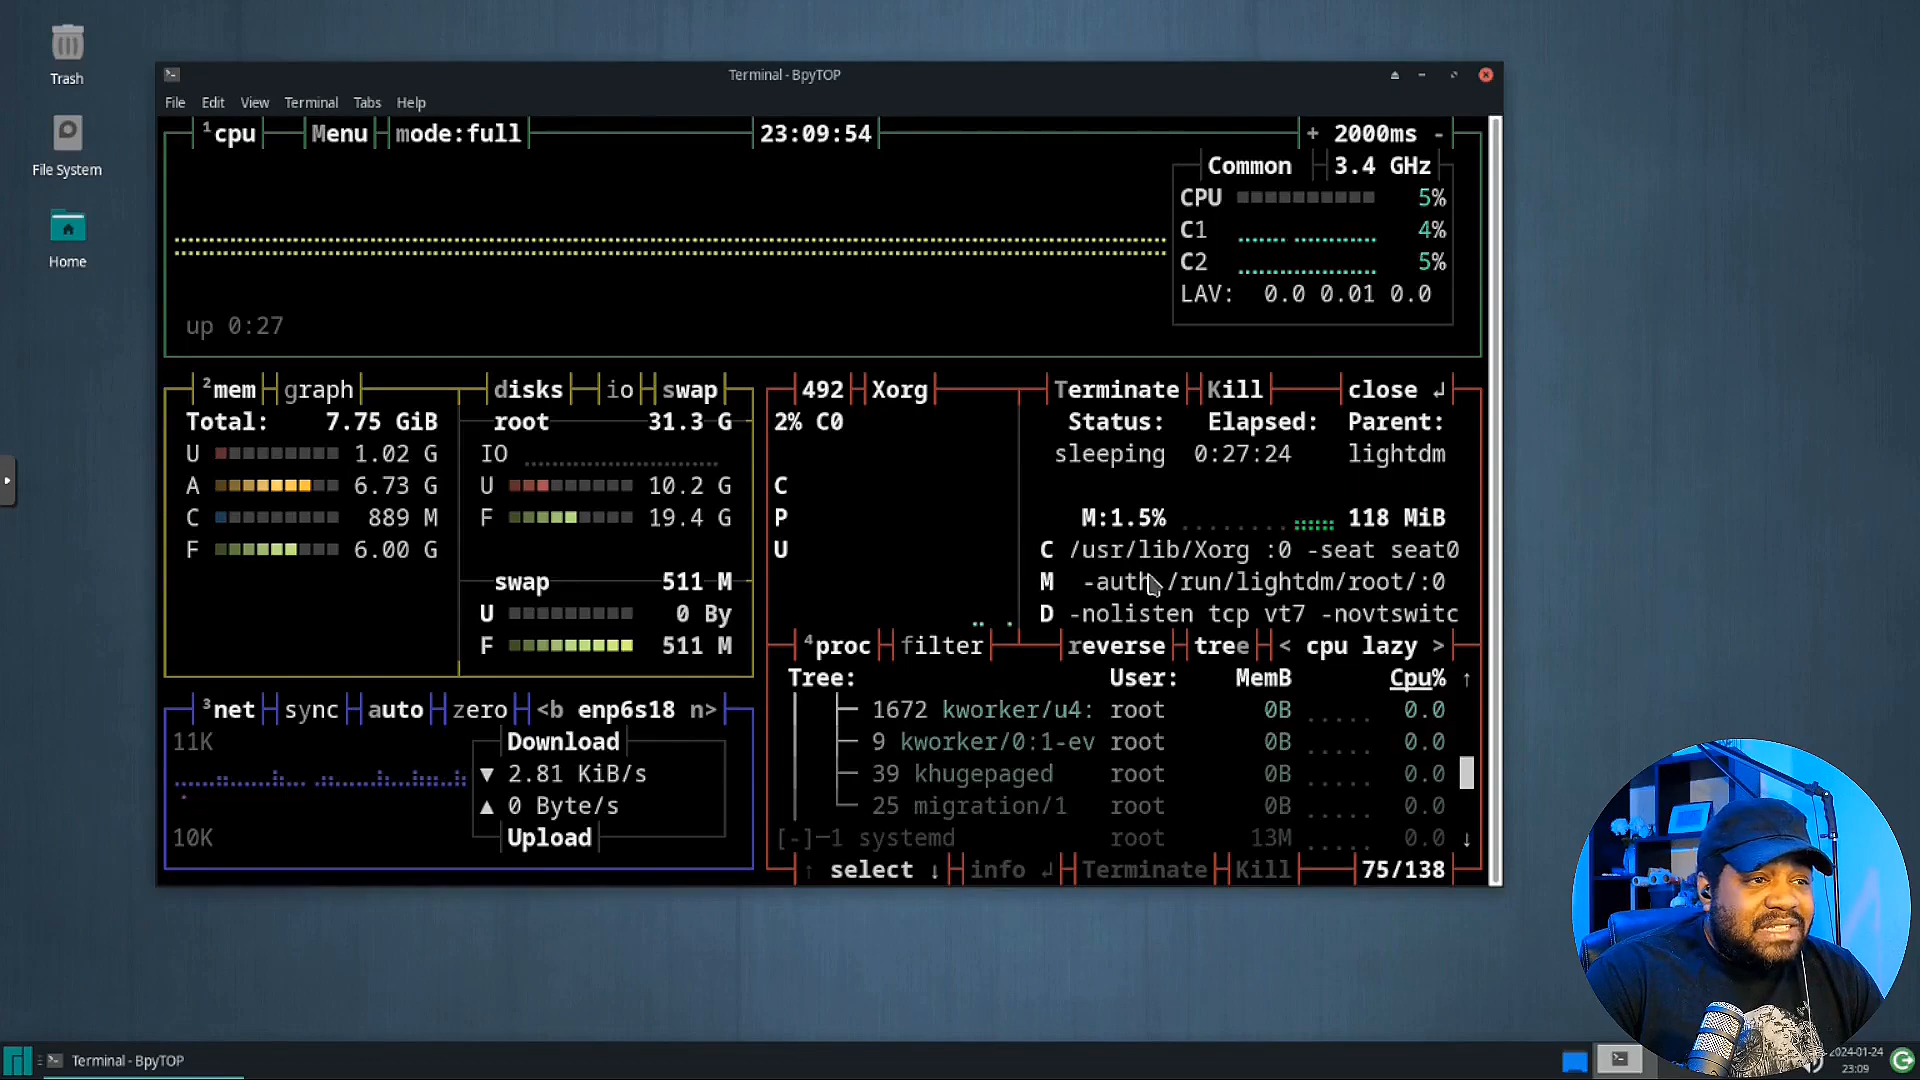 Trash
File System
Home
Terminal - BpyTOP
File Edit View Terminal Tabs Help
1cpu Menu mode:full 23:09:54 + 2000ms -
Common 3.4 GHz
CPU 5%
C1 4%
C2 5%
LAV: 0.0 0.01 0.0
up 0:27
2mem graph disks io swap
Total: 7.75 GiB
U 1.02 G
A 6.73 G
C 889 M
F 6.00 G
root 31.3 G
IO
U 10.2 G
F 19.4 G
swap 511 M
U 0 By
F 511 M
3net sync auto zero <b enp6s18 n>
11K
Download
▼ 2.81 KiB/s
▲ 0 Byte/s
Upload
10K
492 Xorg Terminate Kill close ↲
2% C0
C
P
U
Status: Elapsed: Parent:
sleeping 0:27:24 lightdm
M:1.5% 118 MiB
C /usr/lib/Xorg :0 -seat seat0
M -auth /run/lightdm/root/:0
D -nolisten tcp vt7 -novtswitc
4proc filter reverse tree < cpu lazy >
Tree: User: MemB Cpu% ↑
1672 kworker/u4: root 0B 0.0
9 kworker/0:1-ev root 0B 0.0
39 khugepaged root 0B 0.0
25 migration/1 root 0B 0.0
[-]─1 systemd root 13M 0.0 ↓
↑ select ↓ info ↲ Terminate Kill 75/138
Terminal - BpyTOP
2024-01-24
23:09